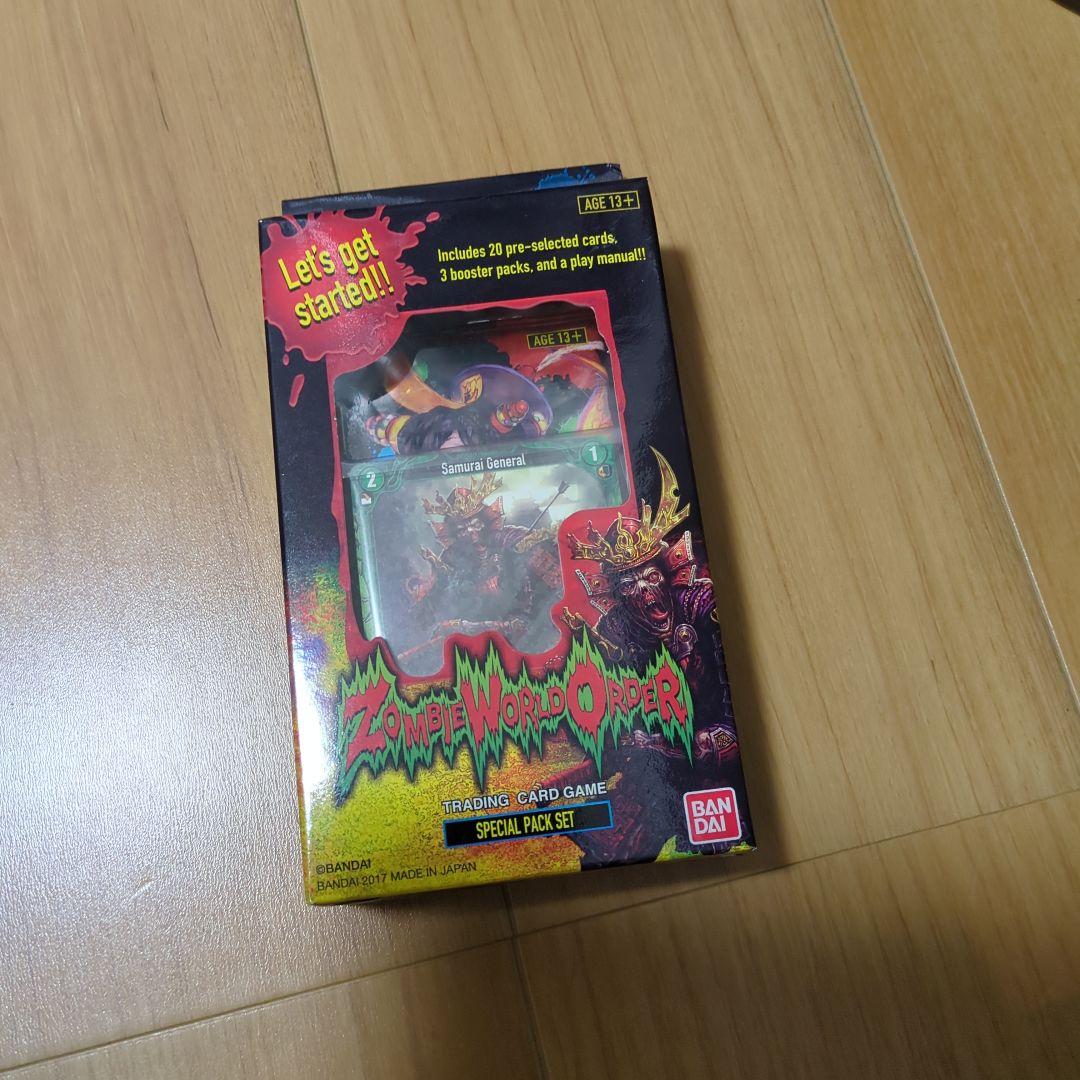 AGE 13+
Let's get
started!!
Includes 20 pre-selected cards,
3 booster packs, and a play manual!!
AGE 13+
2
Samurai General
1
ZOMBIE WORLD ORDER
TRADING CARD GAME
SPECIAL PACK SET
BAN
DAI
©BANDAI
BANDAI 2017 MADE IN JAPAN